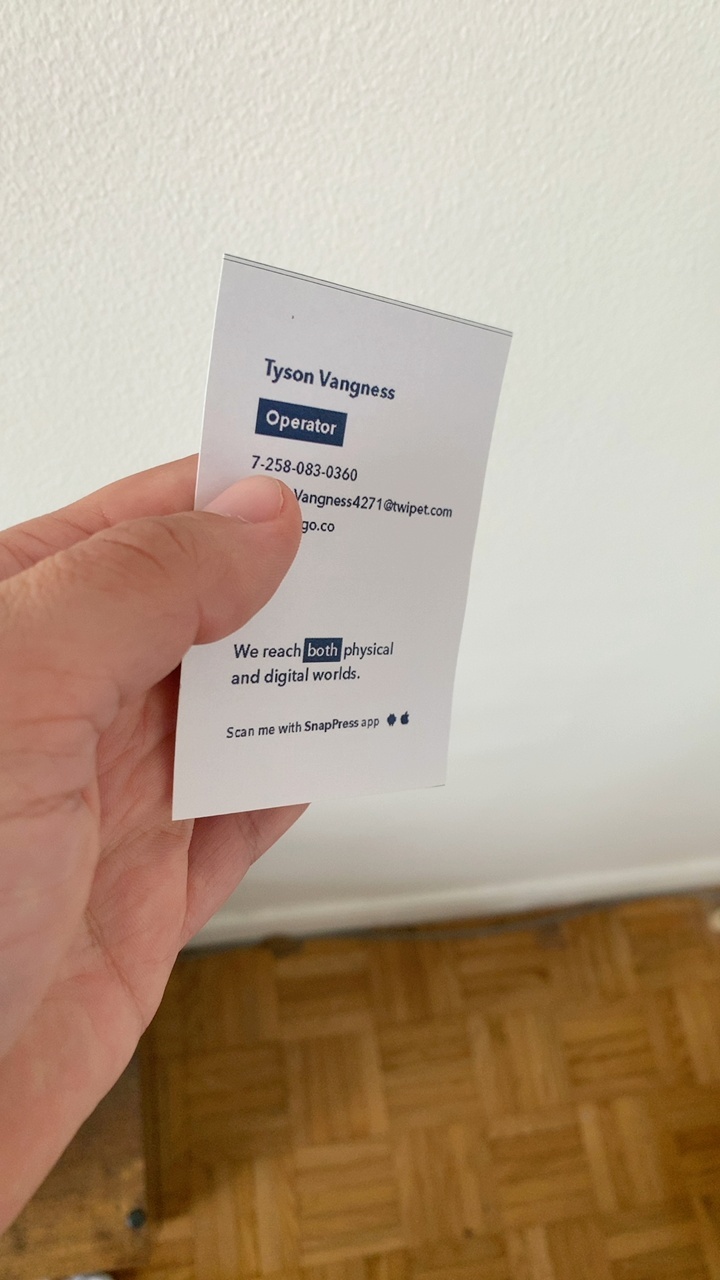 Tyson Vangness
Operator
7-258-083-0360
Vangness4271@twipet.com
go.co
We reach both physical
and digital worlds.
Scan me with SnapPress app